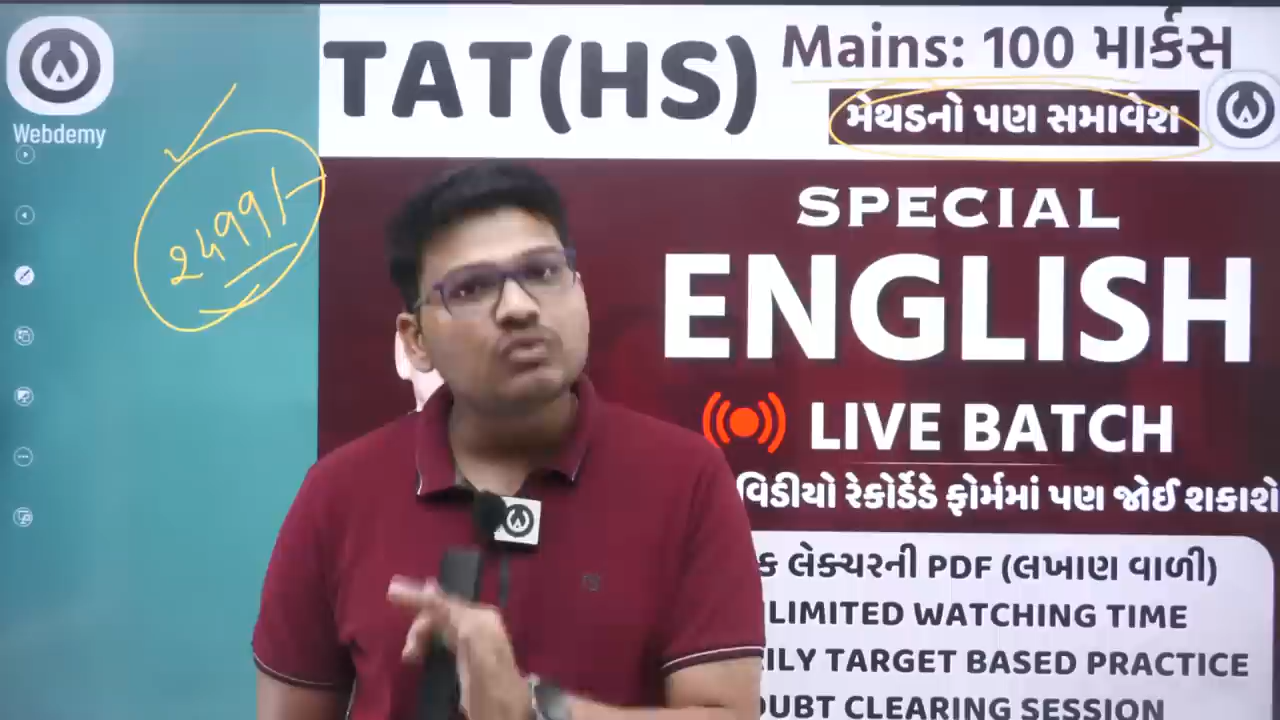 TAT(HS)
Mains: 100 માર્કસ
મેથડનો પણ સમાવેશ
Webdemy
2499/-
SPECIAL
ENGLISH
LIVE BATCH
વિડીયો રેકોર્ડેડ ફોર્મમાં પણ જોઈ શકાશે
ક લેક્ચરની PDF (લખાણ વાળી)
LIMITED WATCHING TIME
ILY TARGET BASED PRACTICE
OUBT CLEARING SESSION